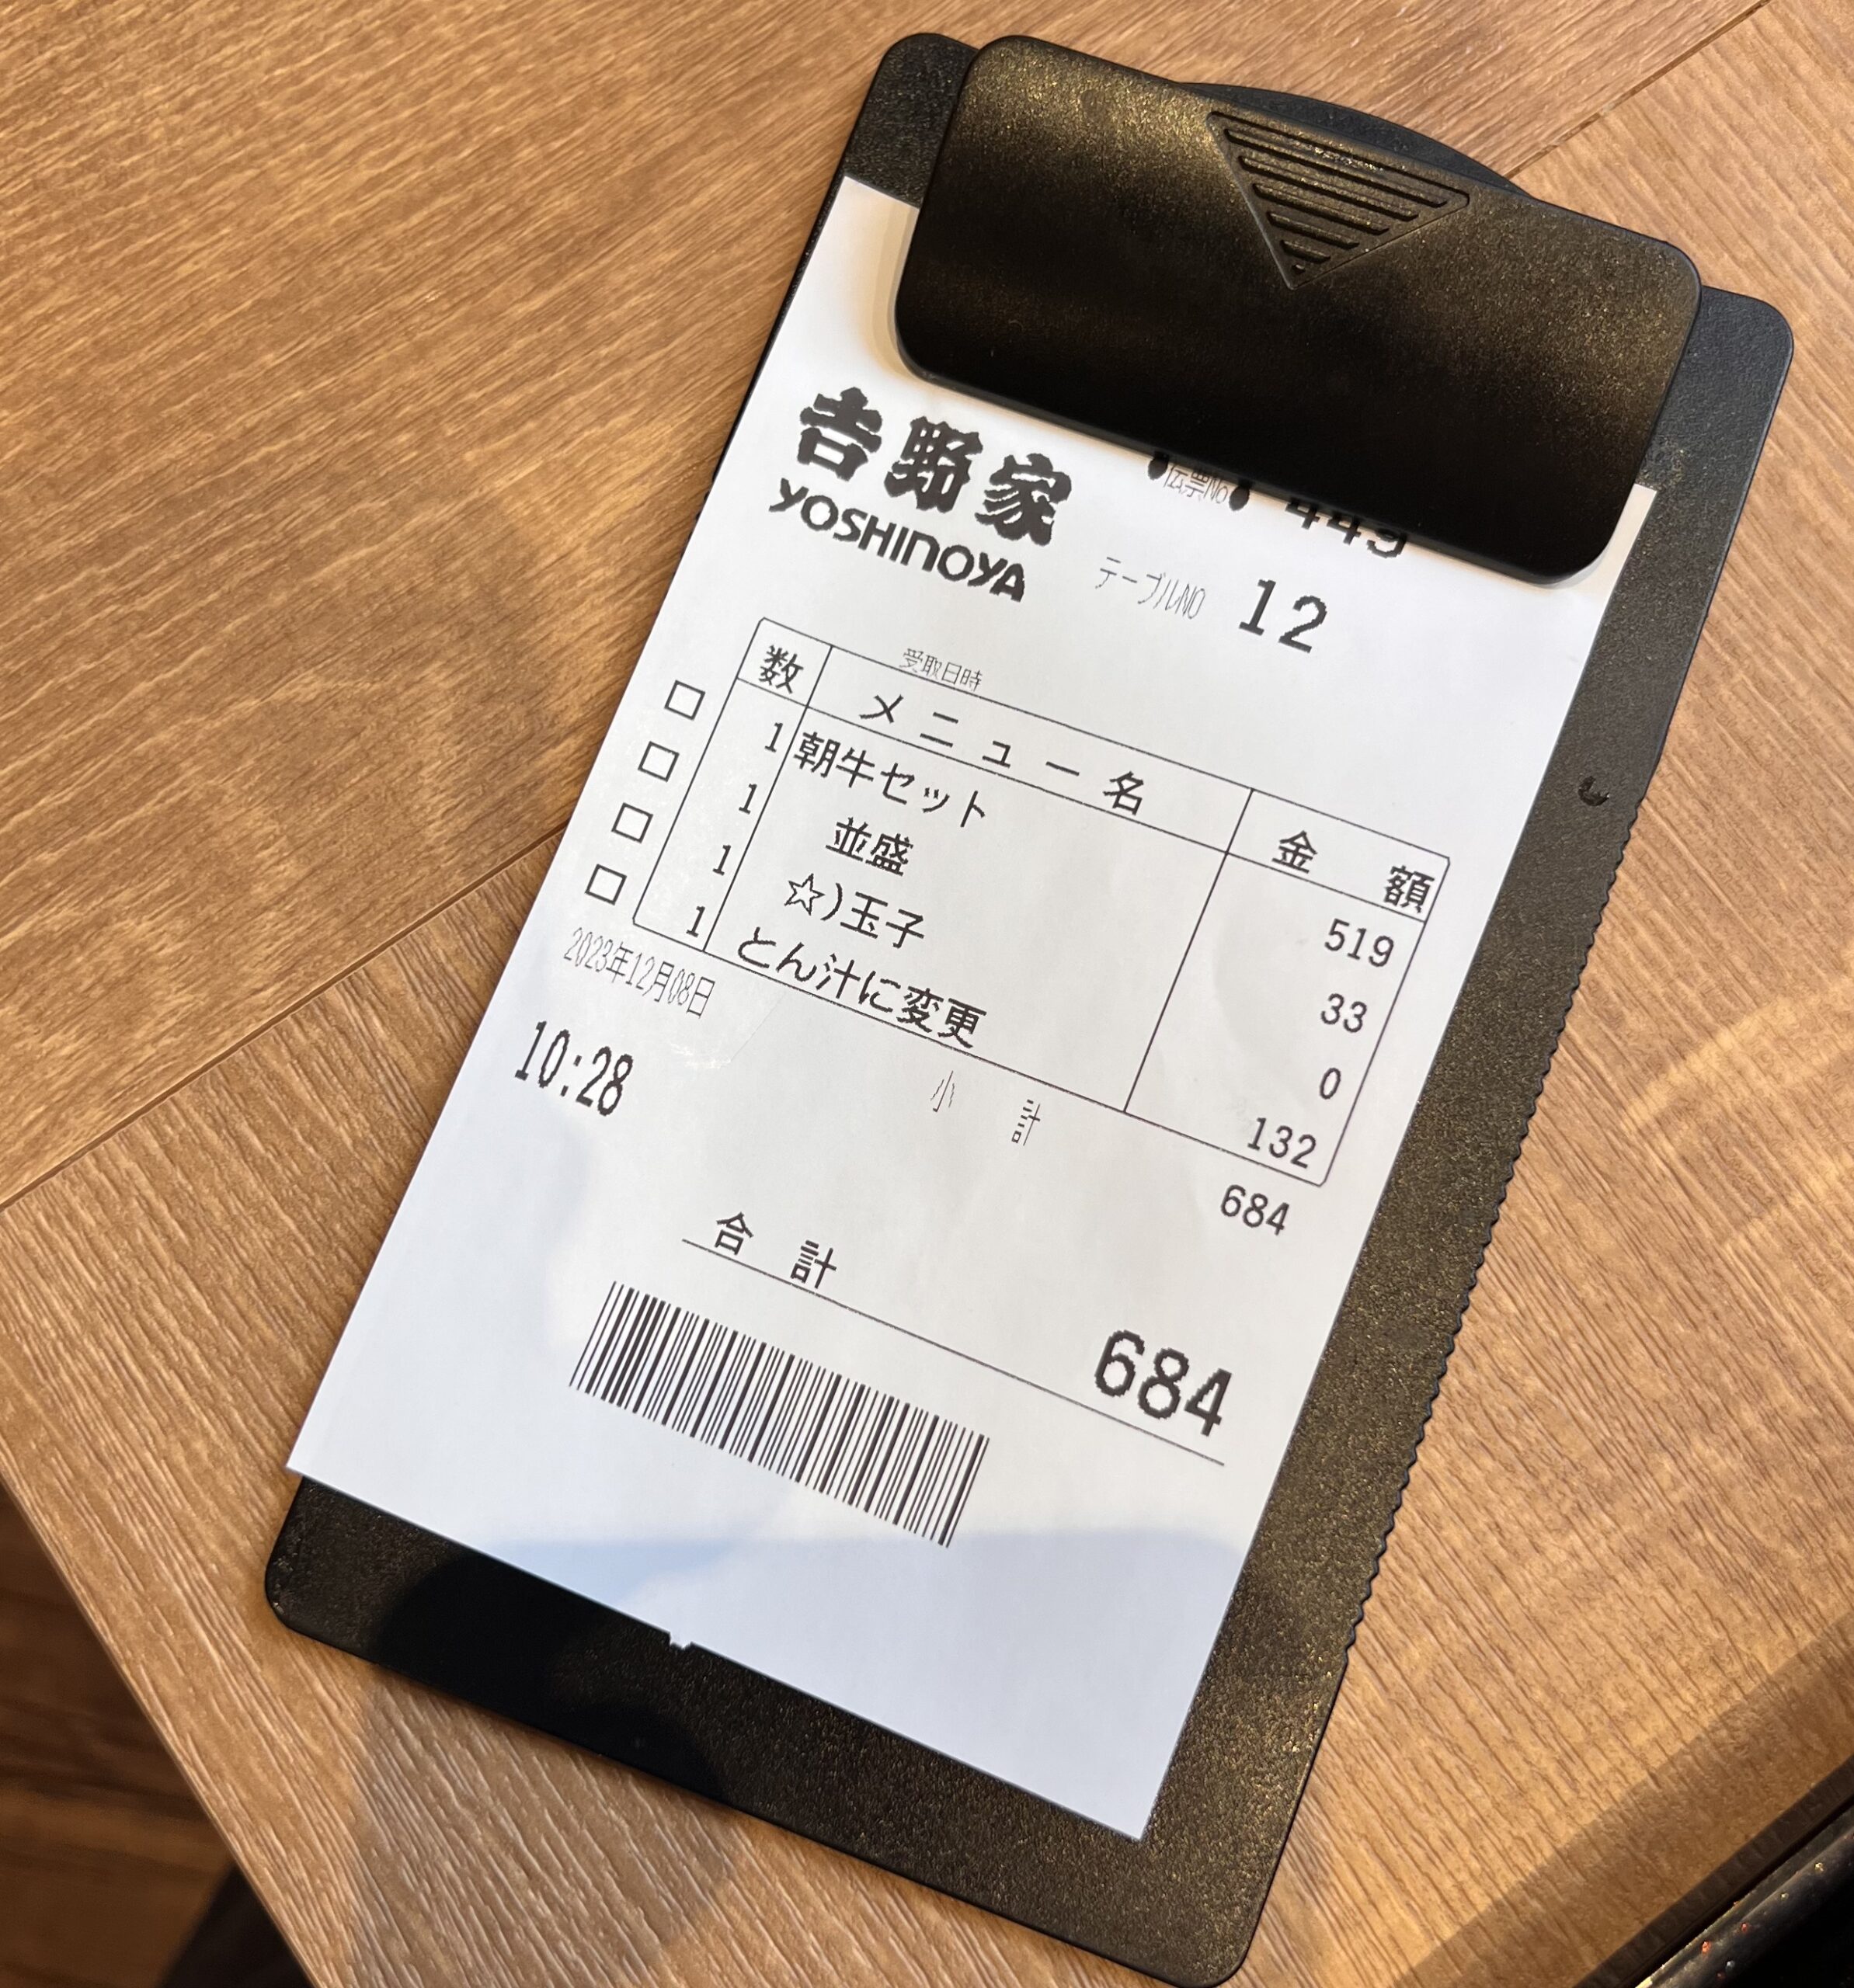 吉野家
YOSHINOYA
伝票No 449
テーブルNO 12
受取日時
数 メニュー名 金額
1 朝牛セット 519
1 並盛 33
1 ☆)玉子 0
1 とん汁に変更 132
2023年12月08日
小計 684
10:28
合計 684